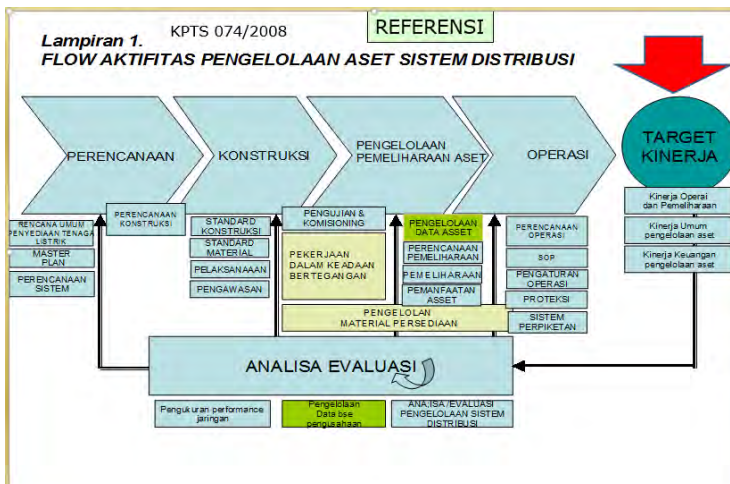 KPTS 074/2008
REFERENSI
Lampiran 1.
FLOW AKTIFITAS PENGELOLAAN ASET SISTEM DISTRIBUSI
PERENCANAAN
KONSTRUKSI
PENGELOLAAN
PEMELIHARAAN ASET
OPERASI
TARGET
KINERJA
RENCANA UMUM
PENYEDIAAN TENAGA
LISTRIK
MASTER
PLAN
PERENCANAAN
SISTEM
PERENCANAAN
KONSTRUKSI
STANDARD
KONSTRUKSI
STANDARD
MATERIAL
PELAKSANAAN
PENGAWASAN
PENGUJIAN &
KOMISIONING
PEKERJAAN
DALAM KEADAAN
BERTEGANGAN
PENGELOLAAN
DATA ASSET
PERENCANAAN
PEMELIHARAAN
PEMELIHARAAN
PEMANFAATAN
ASSET
PENGELOLAN
MATERIAL PERSEDIAAN
PERENCANAAN
OPERASI
SOP
PENGATURAN
OPERASI
PROTEKSI
SISTEM
PERPIKETAN
Kinerja Operai
dan Pemeliharaan
Kinerja Umum
pengelolaan aset
Kinerja Keuangan
pengelolaan aset
ANALISA EVALUASI
Pengukuran performance
jaringan
Pengelolaan
Data bse
pengusahaan
ANALISA /EVALUASI
PENGELOLAAN SISTEM
DISTRIBUSI